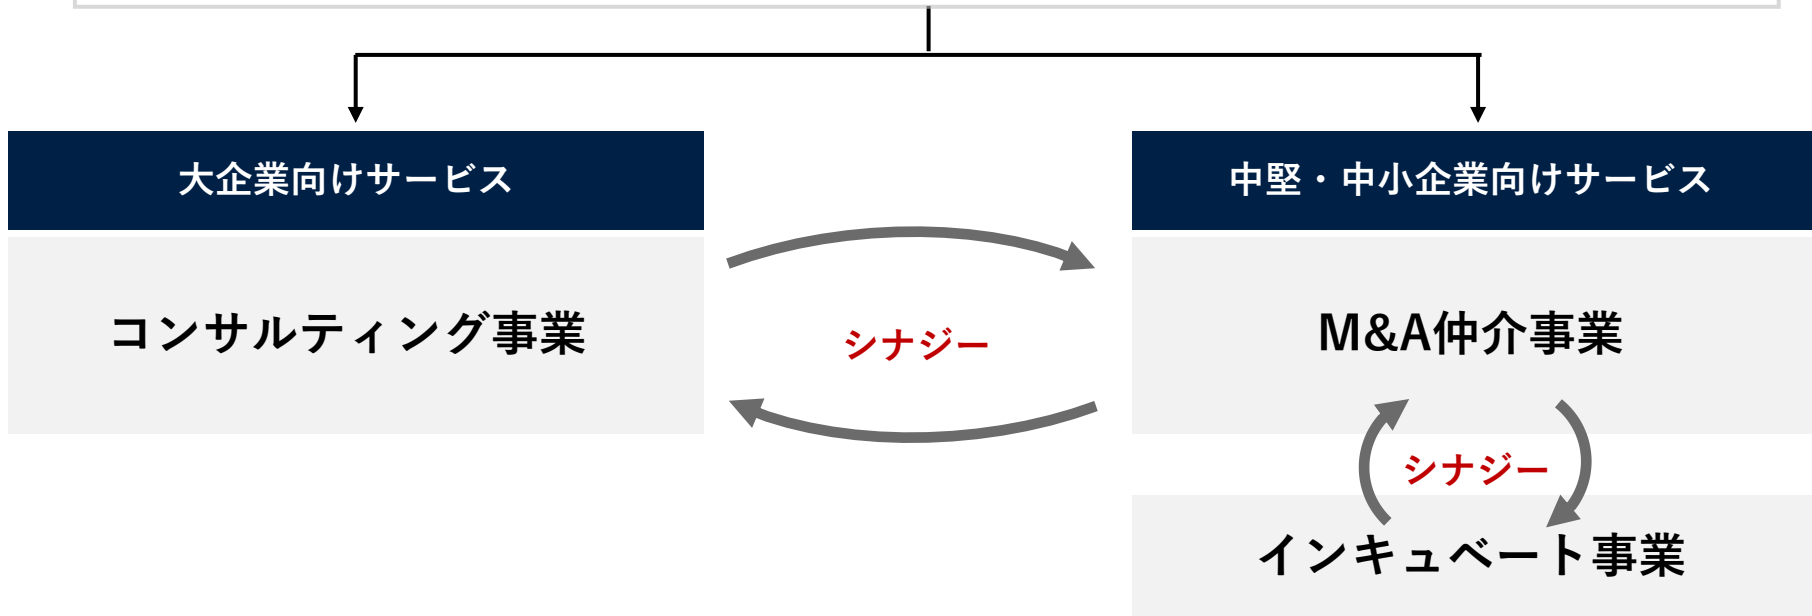 大企業向けサービス
中堅・中小企業向けサービス
コンサルティング事業
シナジー
M&A仲介事業
シナジー
インキュベート事業